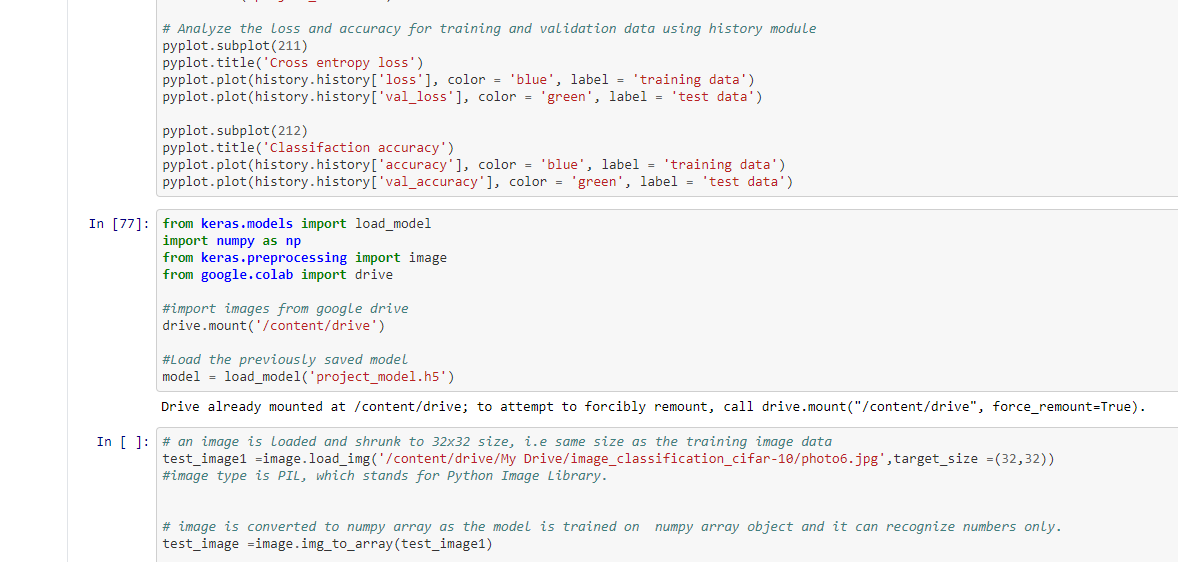 # Analyze the loss and accuracy for training and validation data using history module
pyplot.subplot(211)
pyplot.title('Cross entropy loss')
pyplot.plot(history.history['loss'], color = 'blue', label = 'training data')
pyplot.plot(history.history['val_loss'], color = 'green', label = 'test data')
pyplot.subplot(212)
pyplot.title('Classifaction accuracy')
pyplot.plot(history.history['accuracy'], color = 'blue', label = 'training data')
pyplot.plot(history.history['val_accuracy'], color = 'green', label = 'test data')
In [77]: from keras.models import load_model
import numpy as np
from keras.preprocessing import image
from google.colab import drive
#import images from google drive
drive.mount('/content/drive')
#Load the previously saved model
model = load_model('project_model.h5')
Drive already mounted at /content/drive; to attempt to forcibly remount, call drive.mount("/content/drive", force_remount=True).
In [ ]: # an image is loaded and shrunk to 32x32 size, i.e same size as the training image data
test_image1 =image.load_img('/content/drive/My Drive/image_classification_cifar-10/photo6.jpg',target_size =(32,32))
#image type is PIL, which stands for Python Image Library.
# image is converted to numpy array as the model is trained on  numpy array object and it can recognize numbers only.
test_image =image.img_to_array(test_image1)